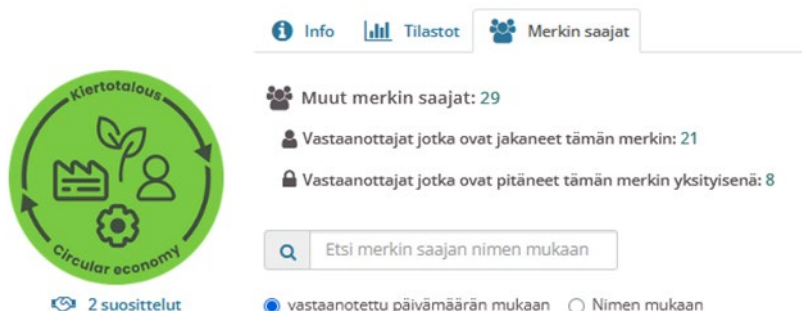 Info Tilastot Merkin saajat
Kiertotalous
Circular economy
2 suosittelut
Muut merkin saajat: 29
Vastaanottajat jotka ovat jakaneet tämän merkin: 21
Vastaanottajat jotka ovat pitäneet tämän merkin yksityisenä: 8
Etsi merkin saajan nimen mukaan
vastaanotettu päivämäärän mukaan Nimen mukaan